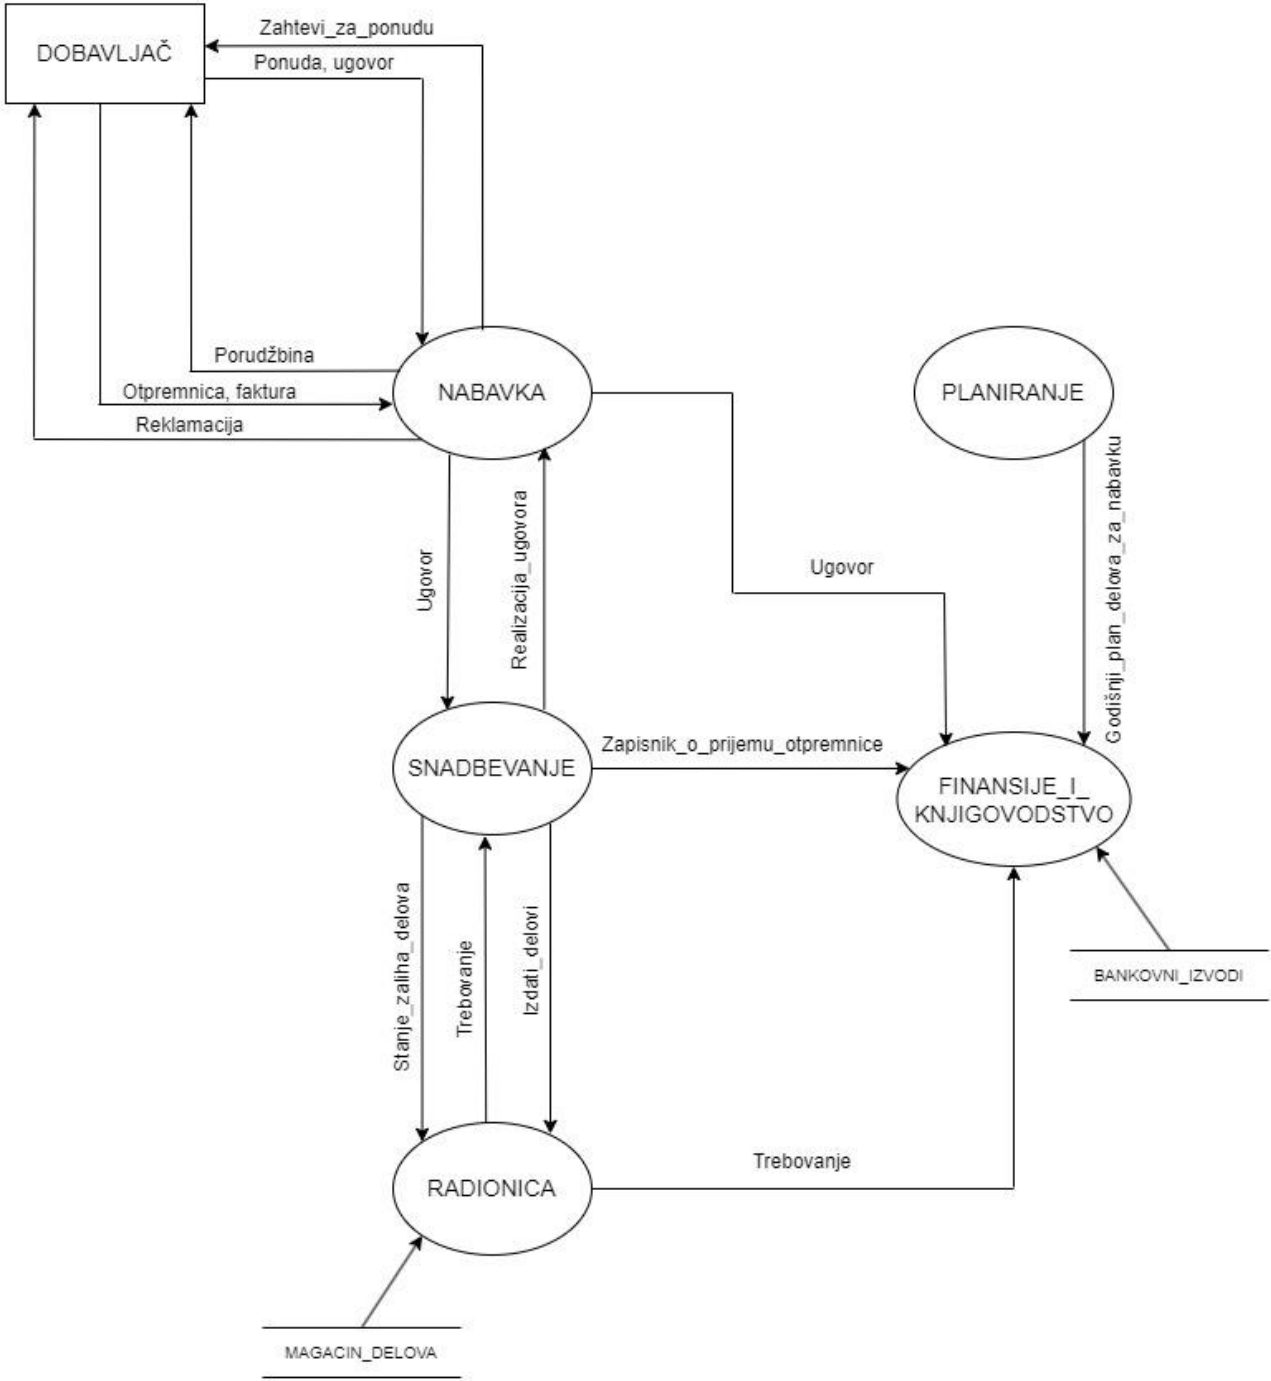 Zahtevi_za_ponudu
DOBAVLJAČ
Ponuda, ugovor
Porudžbina
Otpremnica, faktura
Reklamacija
NABAVKA
PLANIRANJE
Godišnji_plan_delova_za_nabavku
Ugovor
Realizacija_ugovora
Ugovor
SNADBEVANJE
Zapisnik_o_prijemu_otpremnice
FINANSIJE_I_
KNJIGOVODSTVO
Stanje_zaliha_delova
Trebovanje
Izdati_delovi
BANKOVNI_IZVODI
Trebovanje
RADIONICA
MAGACIN_DELOVA